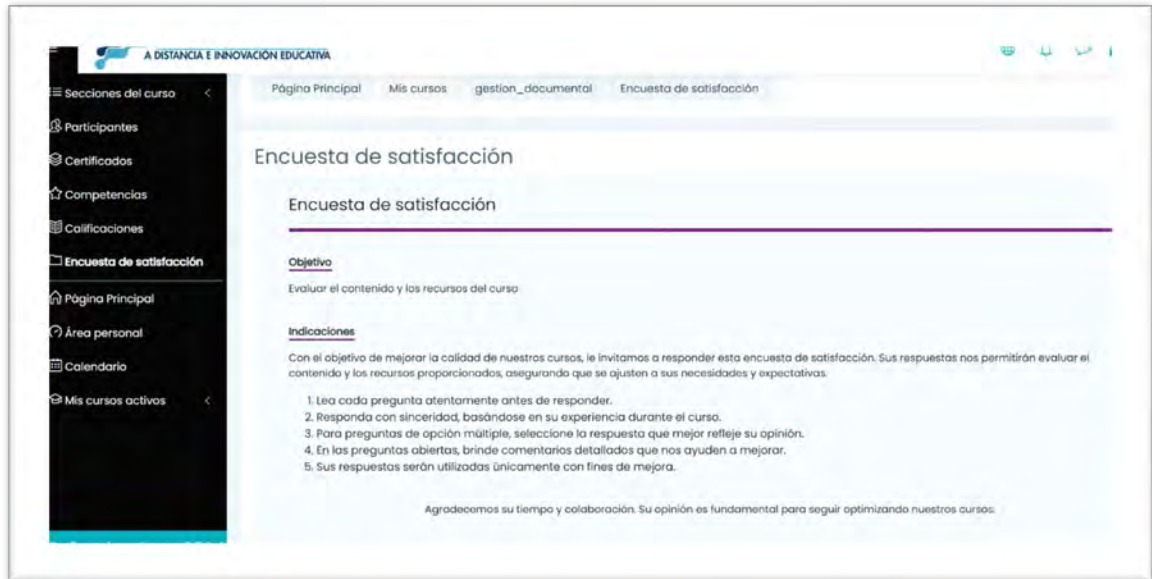 A DISTANCIA E INNOVACIÓN EDUCATIVA
Secciones del curso
Participantes
Certificados
Competencias
Calificaciones
Encuesta de satisfacción
Página Principal
Área personal
Calendario
Mis cursos activos
Página Principal Mis cursos gestion_documental Encuesta de satisfacción
Encuesta de satisfacción
Encuesta de satisfacción
Objetivo
Evaluar el contenido y los recursos del curso
Indicaciones
Con el objetivo de mejorar la calidad de nuestros cursos, le invitamos a responder esta encuesta de satisfacción. Sus respuestas nos permitirán evaluar el
contenido y los recursos proporcionados, asegurando que se ajusten a sus necesidades y expectativas.
1. Lea cada pregunta atentamente antes de responder.
2. Responda con sinceridad, basándose en su experiencia durante el curso.
3. Para preguntas de opción múltiple, seleccione la respuesta que mejor refleje su opinión.
4. En las preguntas abiertas, brinde comentarios detallados que nos ayuden a mejorar.
5. Sus respuestas serán utilizadas únicamente con fines de mejora.
Agradecemos su tiempo y colaboración. Su opinión es fundamental para seguir optimizando nuestros cursos.